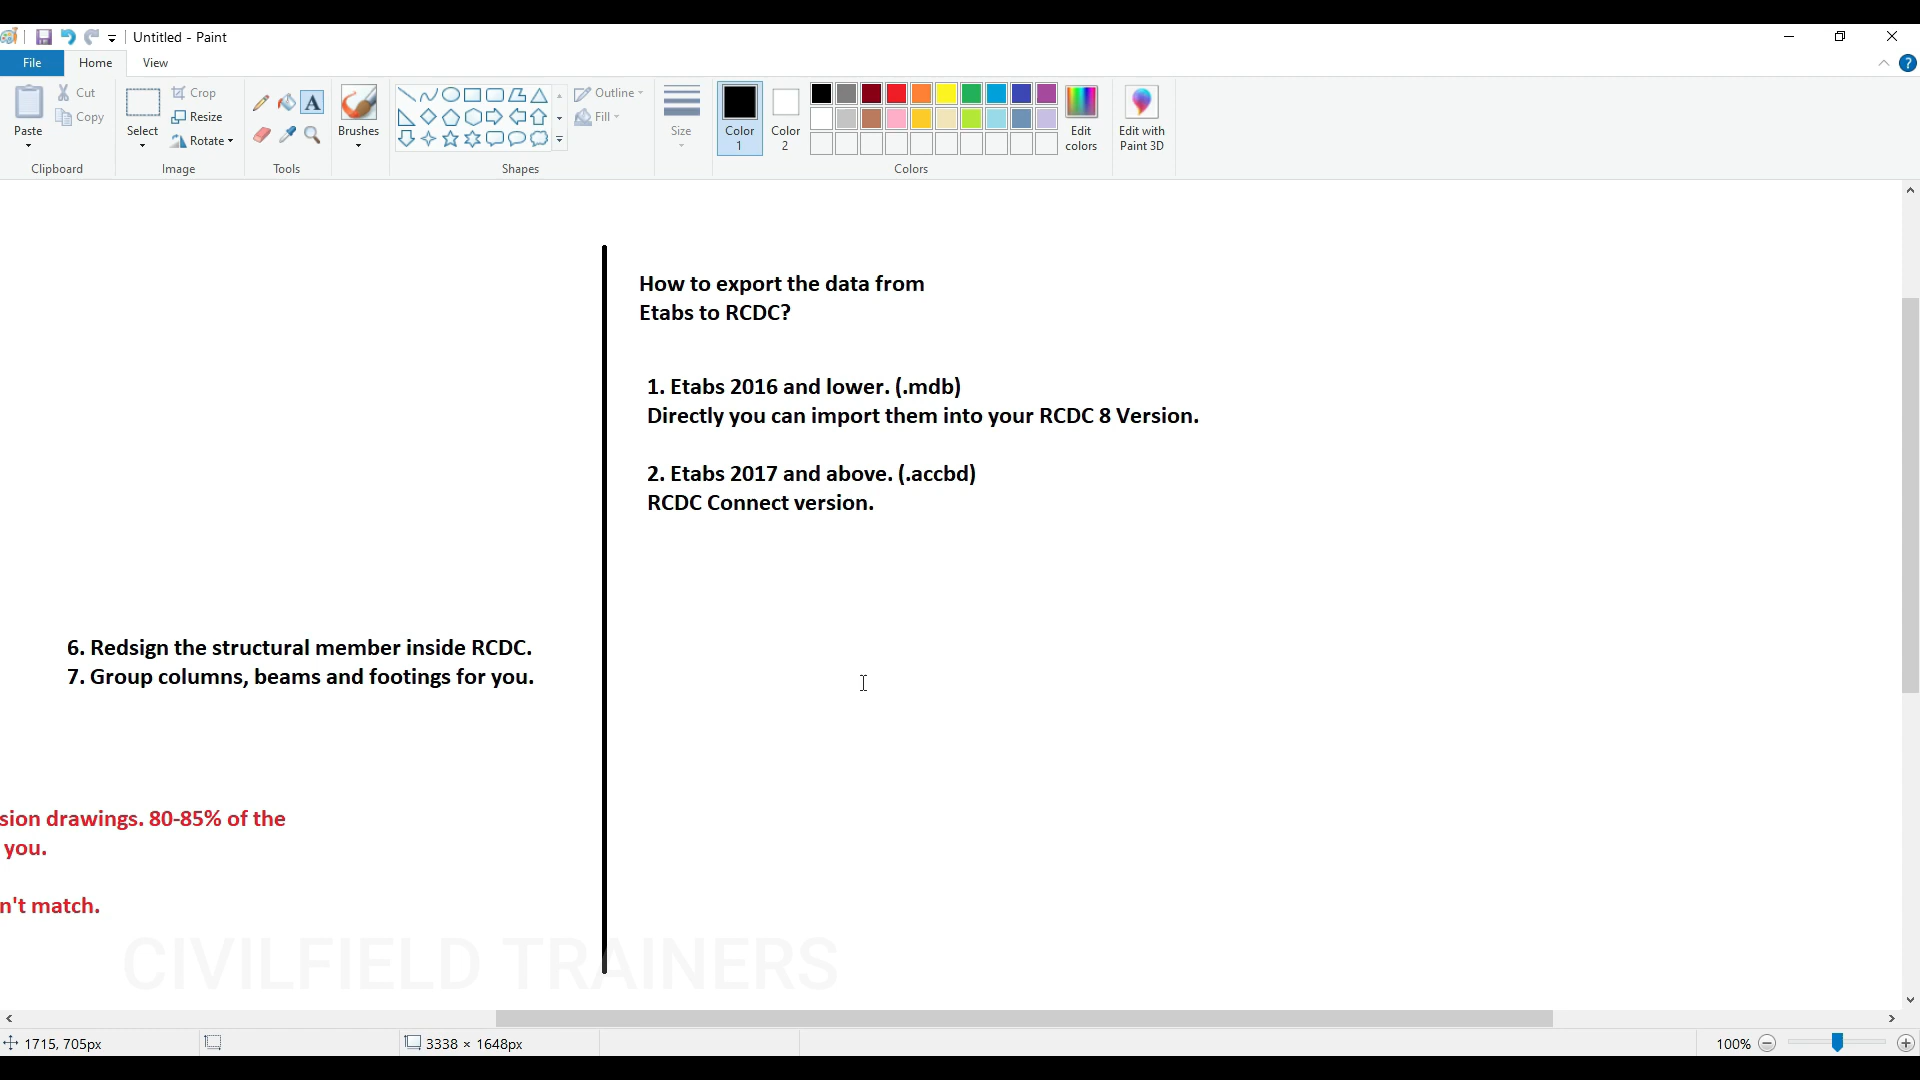 Untitled - Paint
File
Home
View
Paste
Cut
Copy
Clipboard
Select
Crop
Resize
Rotate
Image
Tools
Brushes
Shapes
Outline
Fill
Size
Color
1
Color
2
Edit
colors
Colors
Edit with
Paint 3D
How to export the data from
Etabs to RCDC?
1. Etabs 2016 and lower. (.mdb)
Directly you can import them into your RCDC 8 Version.
2. Etabs 2017 and above. (.accbd)
RCDC Connect version.
6. Redsign the structural member inside RCDC.
7. Group columns, beams and footings for you.
sion drawings. 80-85% of the
you.
n't match.
CIVILFIELD TRAINERS
1715, 705px
3338 × 1648px
100%